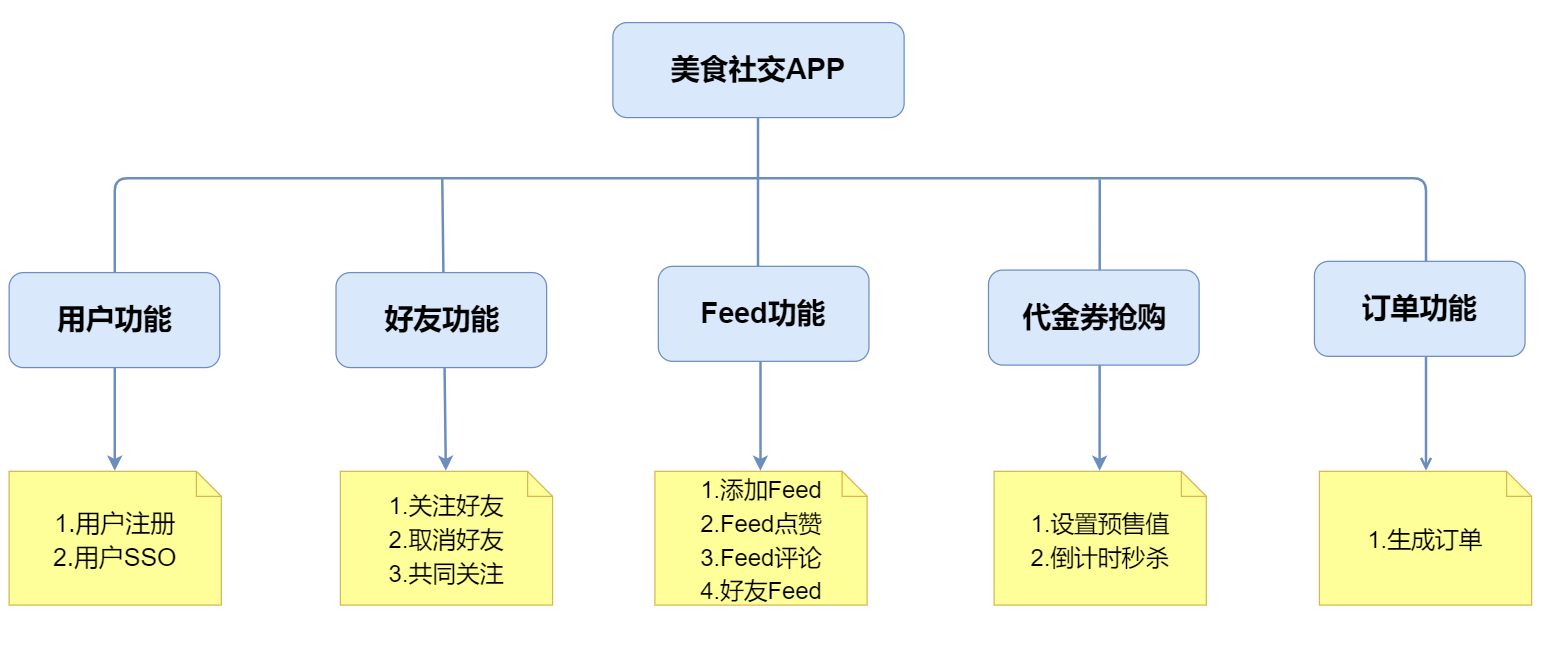 美食社交APP
用户功能
好友功能
Feed功能
代金券抢购
订单功能
1.用户注册
2.用户SSO
1.关注好友
2.取消好友
3.共同关注
1.添加Feed
2.Feed点赞
3.Feed评论
4.好友Feed
1.设置预售值
2.倒计时秒杀
1.生成订单